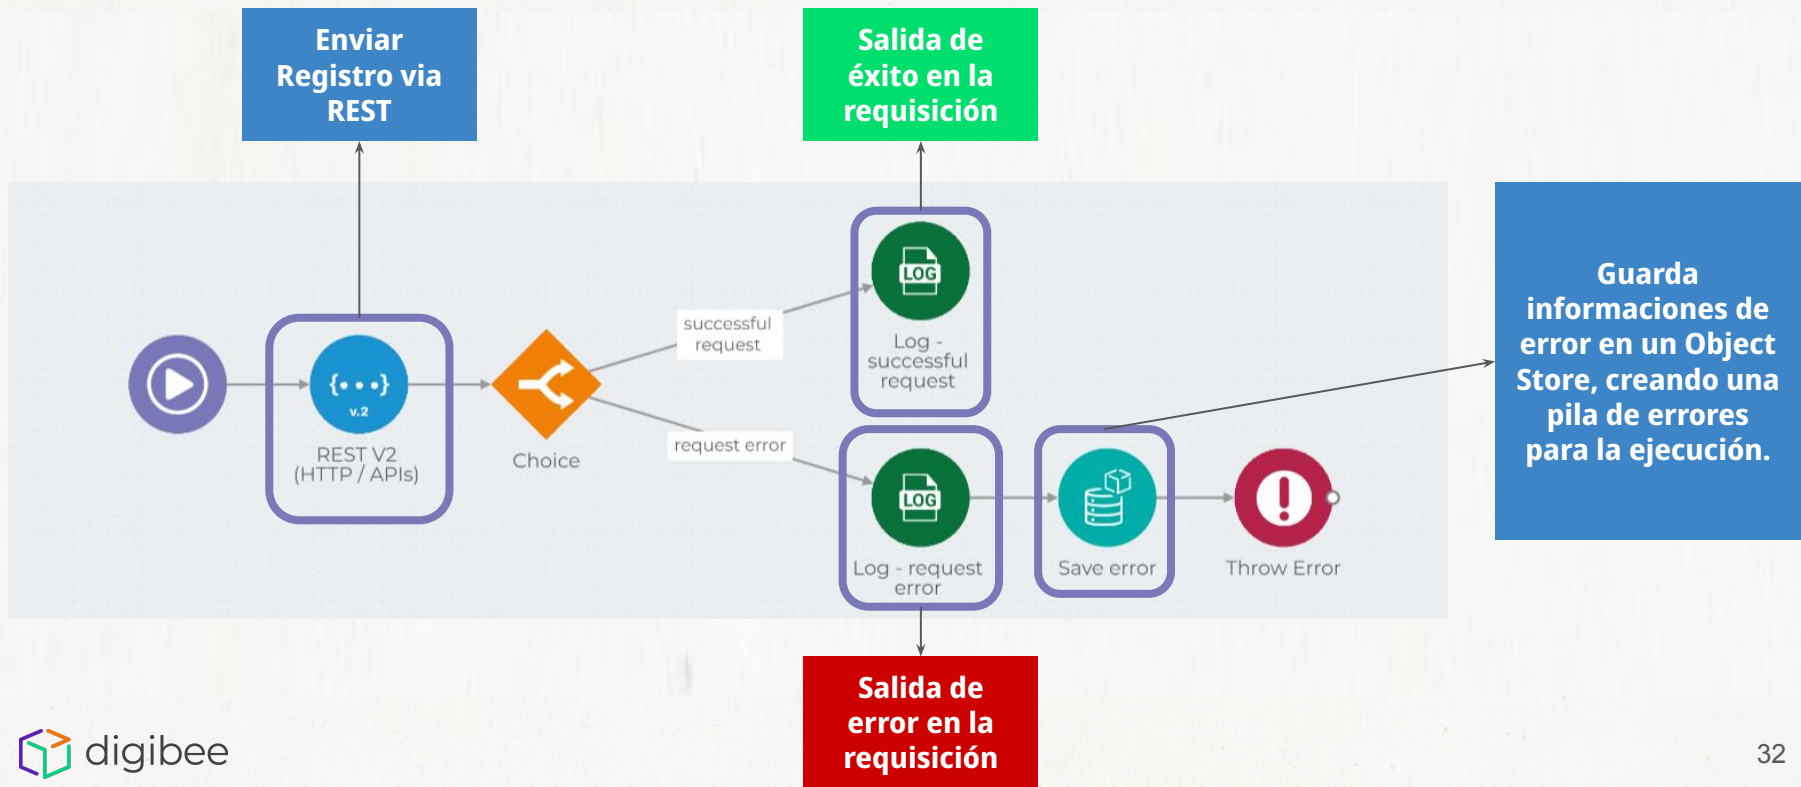 Enviar
Registro via
REST
Salida de
éxito en la
requisición
Guarda
informaciones de
error en un Object
Store, creando una
pila de errores
para la ejecución.
successful
request
LOG
Log -
successful
request
{•••}
v.2
REST V2
(HTTP / APIs)
Choice
request error
LOG
Log - request
error
Save error
Throw Error
Salida de
error en la
requisición
digibee
32